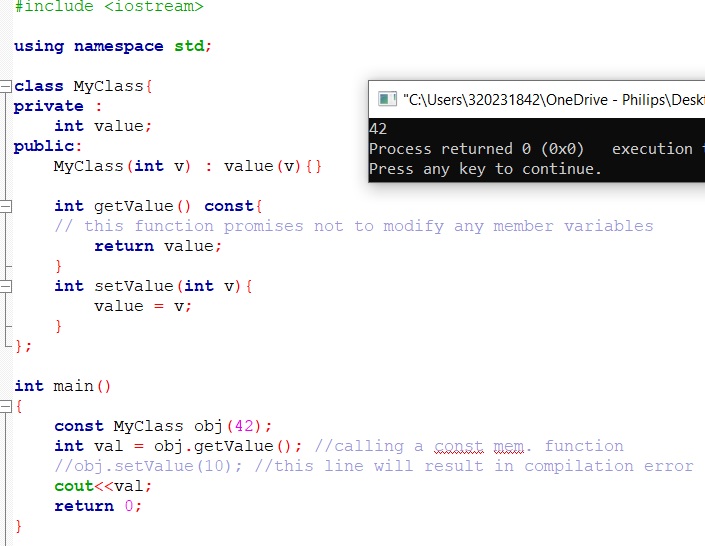 #include <iostream>
using namespace std;
class MyClass{
private :
int value;
public:
MyClass(int v) : value(v){}
int getValue() const{
// this function promises not to modify any member variables
return value;
}
int setValue(int v){
value = v;
}
};
int main()
{
const MyClass obj(42);
int val = obj.getValue(); //calling a const mem. function
//obj.setValue(10); //this line will result in compilation error
cout<<val;
return 0;
}
"C:\Users\320231842\OneDrive - Philips\Deskt
42
Process returned 0 (0x0)   execution t
Press any key to continue.